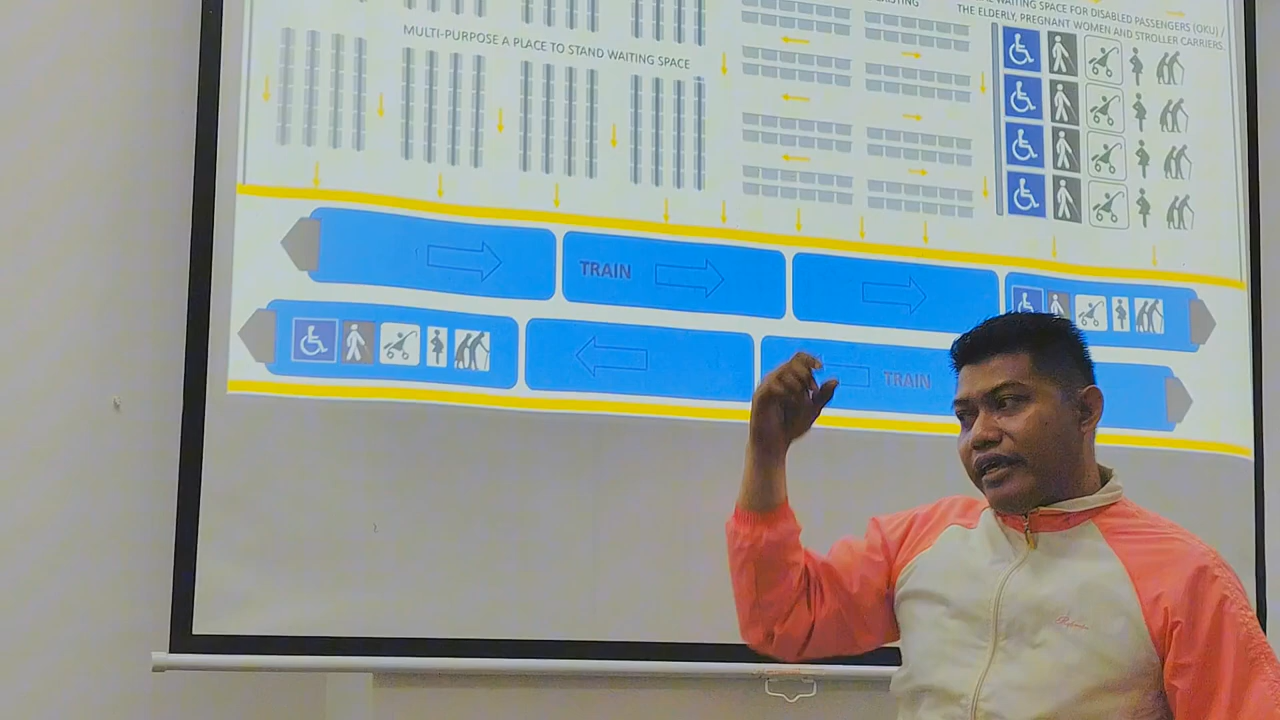 WAITING SPACE FOR DISABLED PASSENGERS (OKU) /
THE ELDERLY, PREGNANT WOMEN AND STROLLER CARRIERS.
MULTI-PURPOSE A PLACE TO STAND WAITING SPACE
TRAIN
TRAIN